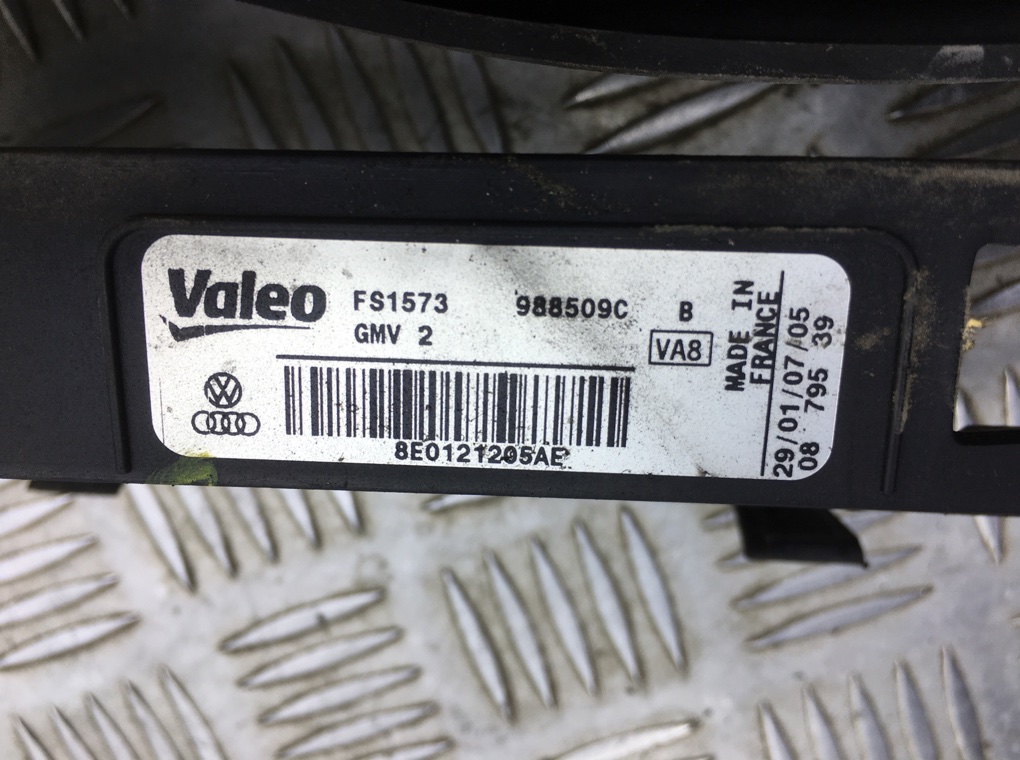 Valeo FS1573 988509C B
GMV 2
VA8
8E0121205AE
MADE IN
FRANCE
29/01/07/05
08 795 39